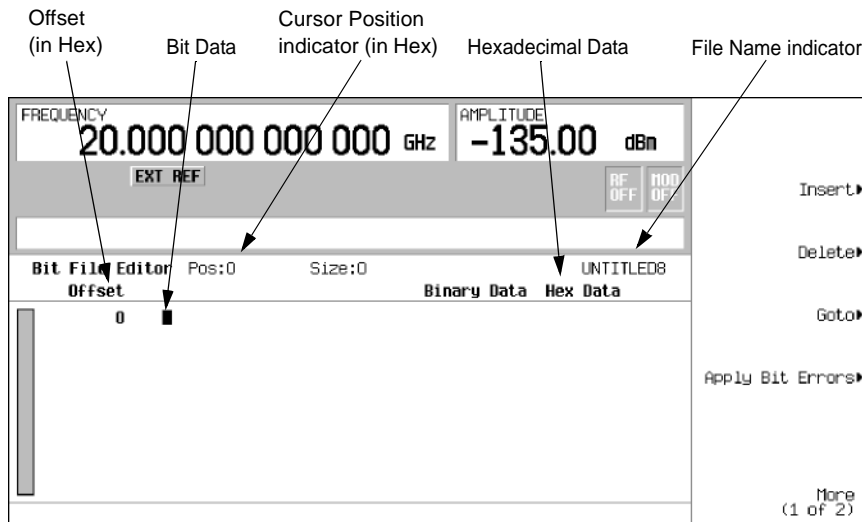 Offset
(in Hex)
Bit Data
Cursor Position
indicator (in Hex)
Hexadecimal Data
File Name indicator
FREQUENCY
20.000 000 000 000 GHz
AMPLITUDE
-135.00 dBm
EXT REF
RF
OFF
MOD
OFF
Bit File Editor Pos:0 Size:0 UNTITLED8
Offset Binary Data Hex Data
0
Insert
Delete
Goto
Apply Bit Errors
More
(1 of 2)